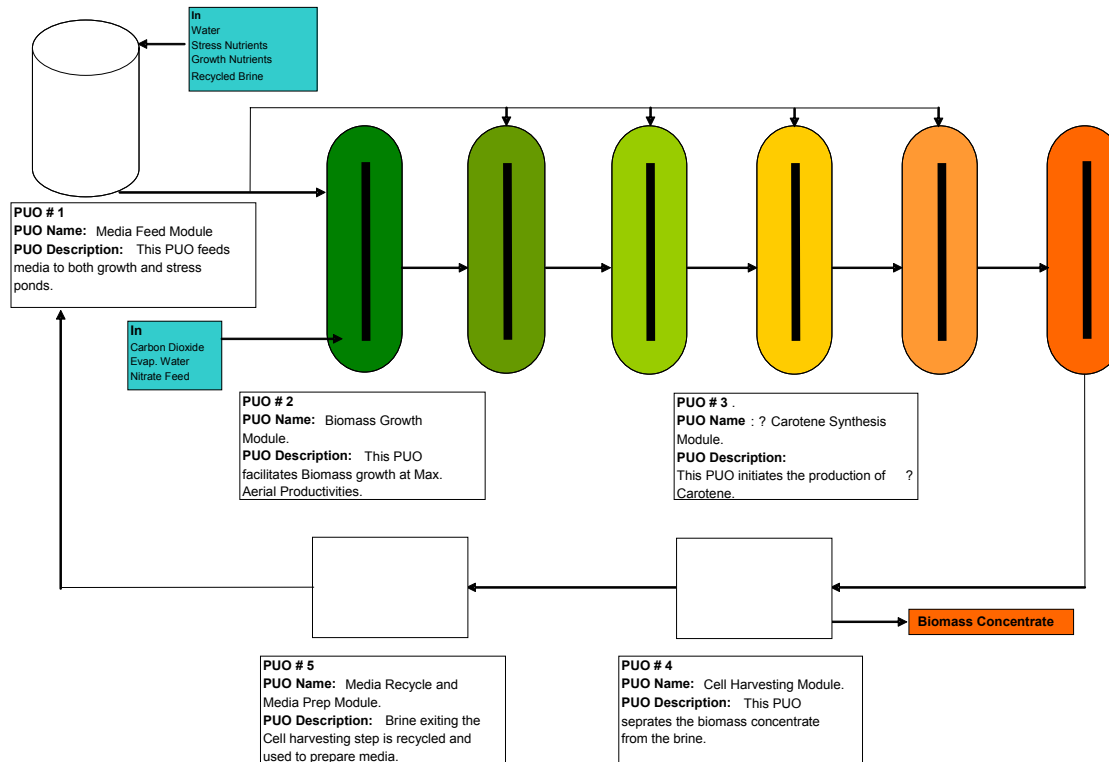 In
Water
Stress Nutrients
Growth Nutrients
Recycled Brine
PUO # 1
PUO Name: Media Feed Module
PUO Description: This PUO feeds
media to both growth and stress
ponds.
In
Carbon Dioxide
Evap. Water
Nitrate Feed
PUO # 2
PUO Name: Biomass Growth
Module.
PUO Description: This PUO
facilitates Biomass growth at Max.
Aerial Productivities.
PUO # 3 .
PUO Name : ? Carotene Synthesis
Module.
PUO Description:
This PUO initiates the production of ?
Carotene.
Biomass Concentrate
PUO # 5
PUO Name: Media Recycle and
Media Prep Module.
PUO Description: Brine exiting the
Cell harvesting step is recycled and
used to prepare media.
PUO # 4
PUO Name: Cell Harvesting Module.
PUO Description: This PUO
seprates the biomass concentrate
from the brine.